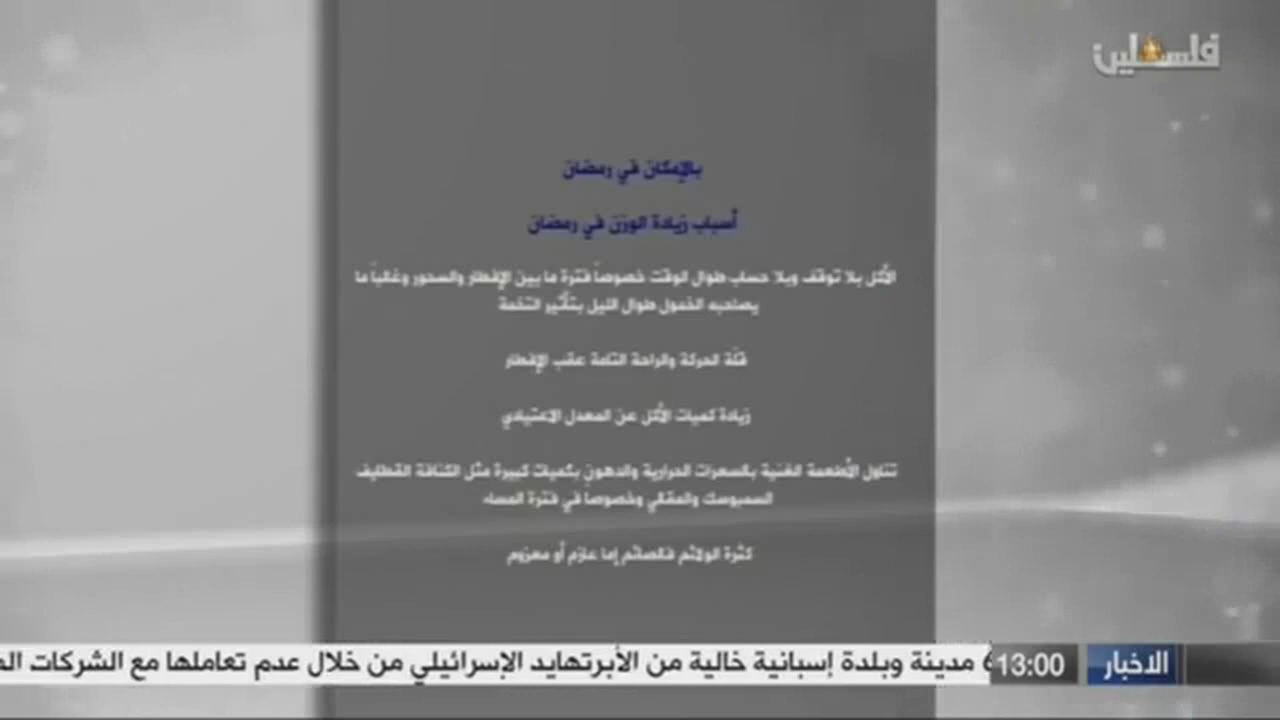 فلسطين
بالإمكان في رمضان
أسباب زيادة الوزن في رمضان
الأكل بلا توقف وبلا حساب طوال الوقت خصوصاً فترة ما بين الإفطار والسحور وغالباً ما
يصاحبه الخمول طوال الليل بتأثير التخمة
قلّة الحركة والراحة التامة عقب الإفطار
زيادة كميات الأكل عن المعدل الاعتيادي
تناول الأطعمة الغنية بالسعرات الحرارية والدهون بكميات كبيرة مثل الكنافة القطايف
السمبوسك والمقالي وخصوصاً في فترة المساء
كثرة الولائم فالصائم إما عازم أو معزوم
الاخبار 13:00 مدينة وبلدة إسبانية خالية من الأبرتهايد الإسرائيلي من خلال عدم تعاملها مع الشركات